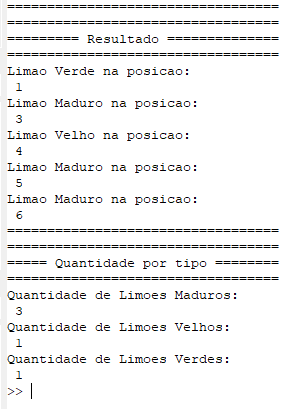 ==================================
==================================
========= Resultado ==============
==================================
Limao Verde na posicao:
 1
Limao Maduro na posicao:
 3
Limao Velho na posicao:
 4
Limao Maduro na posicao:
 5
Limao Maduro na posicao:
 6
==================================
==================================
===== Quantidade por tipo ========
==================================
Quantidade de Limoes Maduros:
 3
Quantidade de Limoes Velhos:
 1
Quantidade de Limoes Verdes:
 1
>>